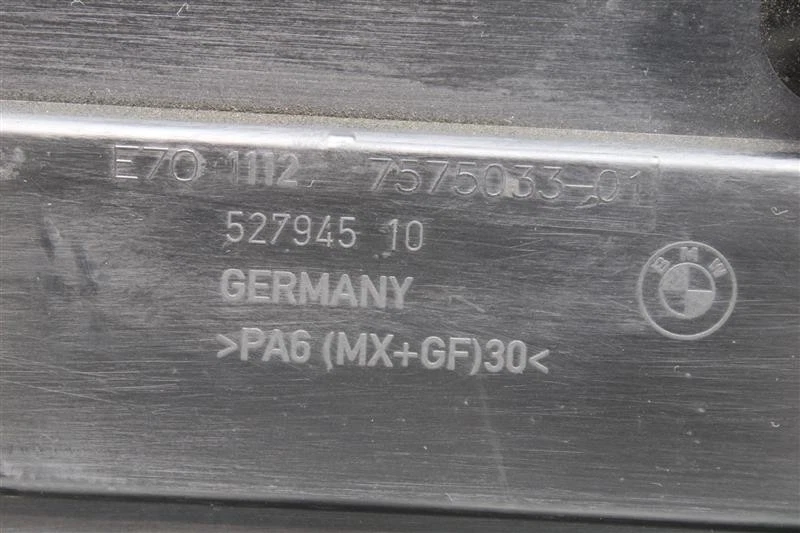 E70 1112 7575033-01
527945 10
BMW
GERMANY
>PA6 (MX+GF)30<